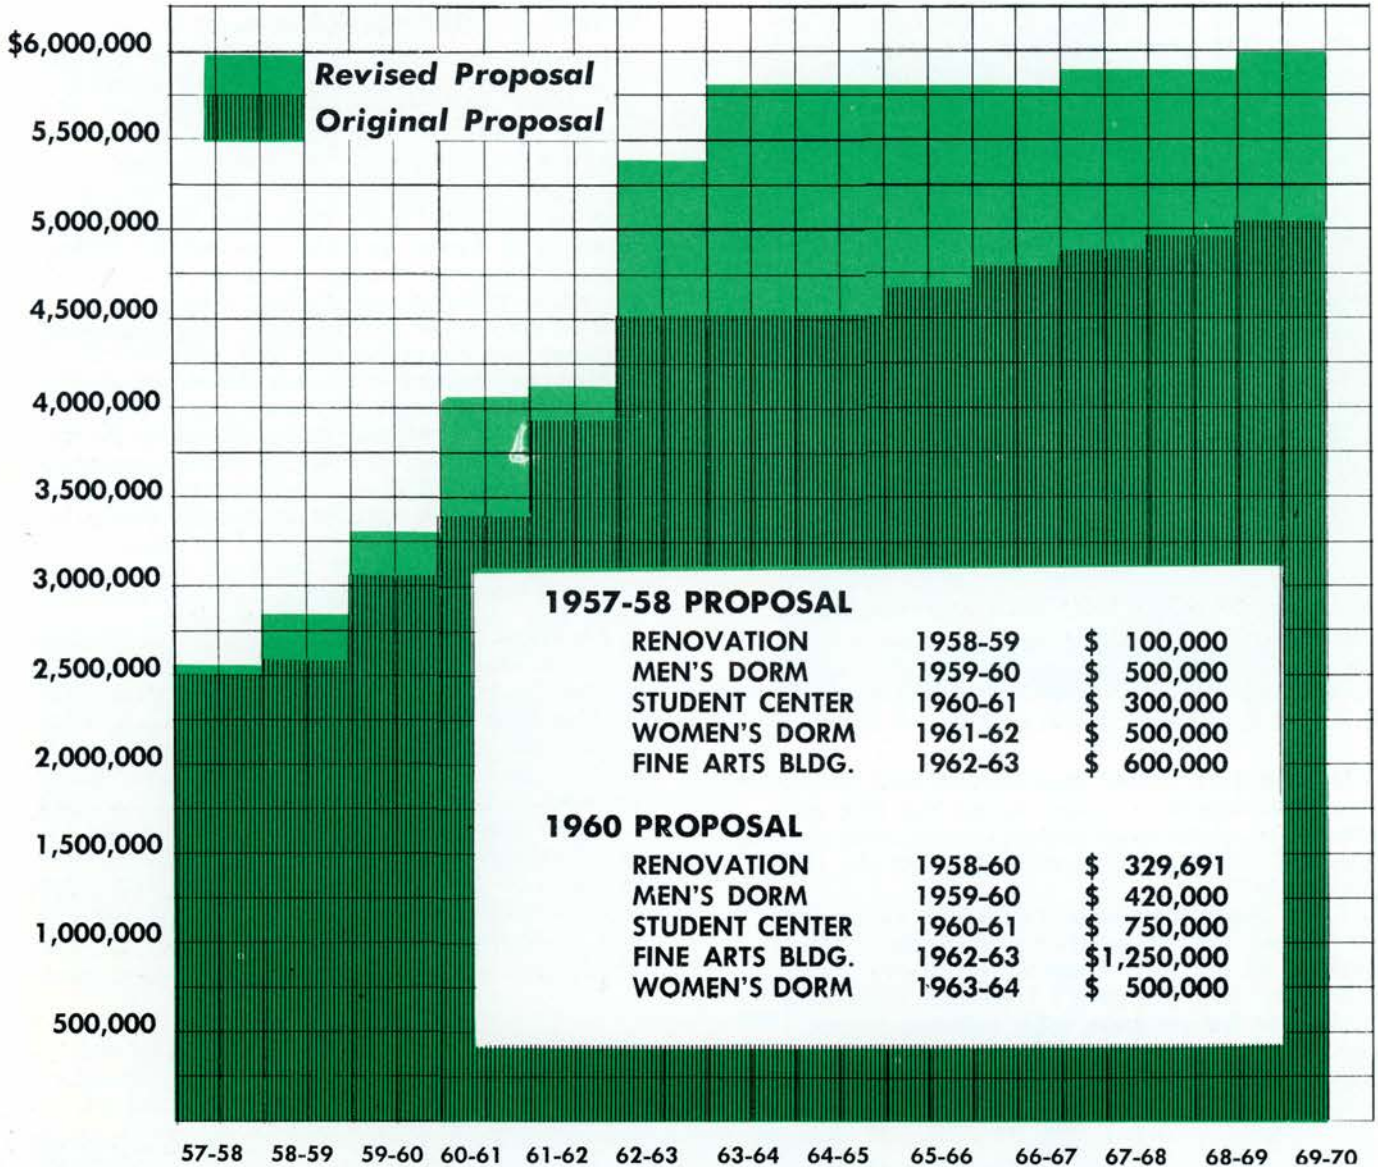 $6,000,000
Revised Proposal
Original Proposal
5,500,000
5,000,000
4,500,000
4,000,000
3,500,000
3,000,000
2,500,000
2,000,000
1,500,000
1,000,000
500,000
1957-58 PROPOSAL
RENOVATION 1958-59 $ 100,000
MEN'S DORM 1959-60 $ 500,000
STUDENT CENTER 1960-61 $ 300,000
WOMEN'S DORM 1961-62 $ 500,000
FINE ARTS BLDG. 1962-63 $ 600,000
1960 PROPOSAL
RENOVATION 1958-60 $ 329,691
MEN'S DORM 1959-60 $ 420,000
STUDENT CENTER 1960-61 $ 750,000
FINE ARTS BLDG. 1962-63 $1,250,000
WOMEN'S DORM 1963-64 $ 500,000
57-58 58-59 59-60 60-61 61-62 62-63 63-64 64-65 65-66 66-67 67-68 68-69 69-70